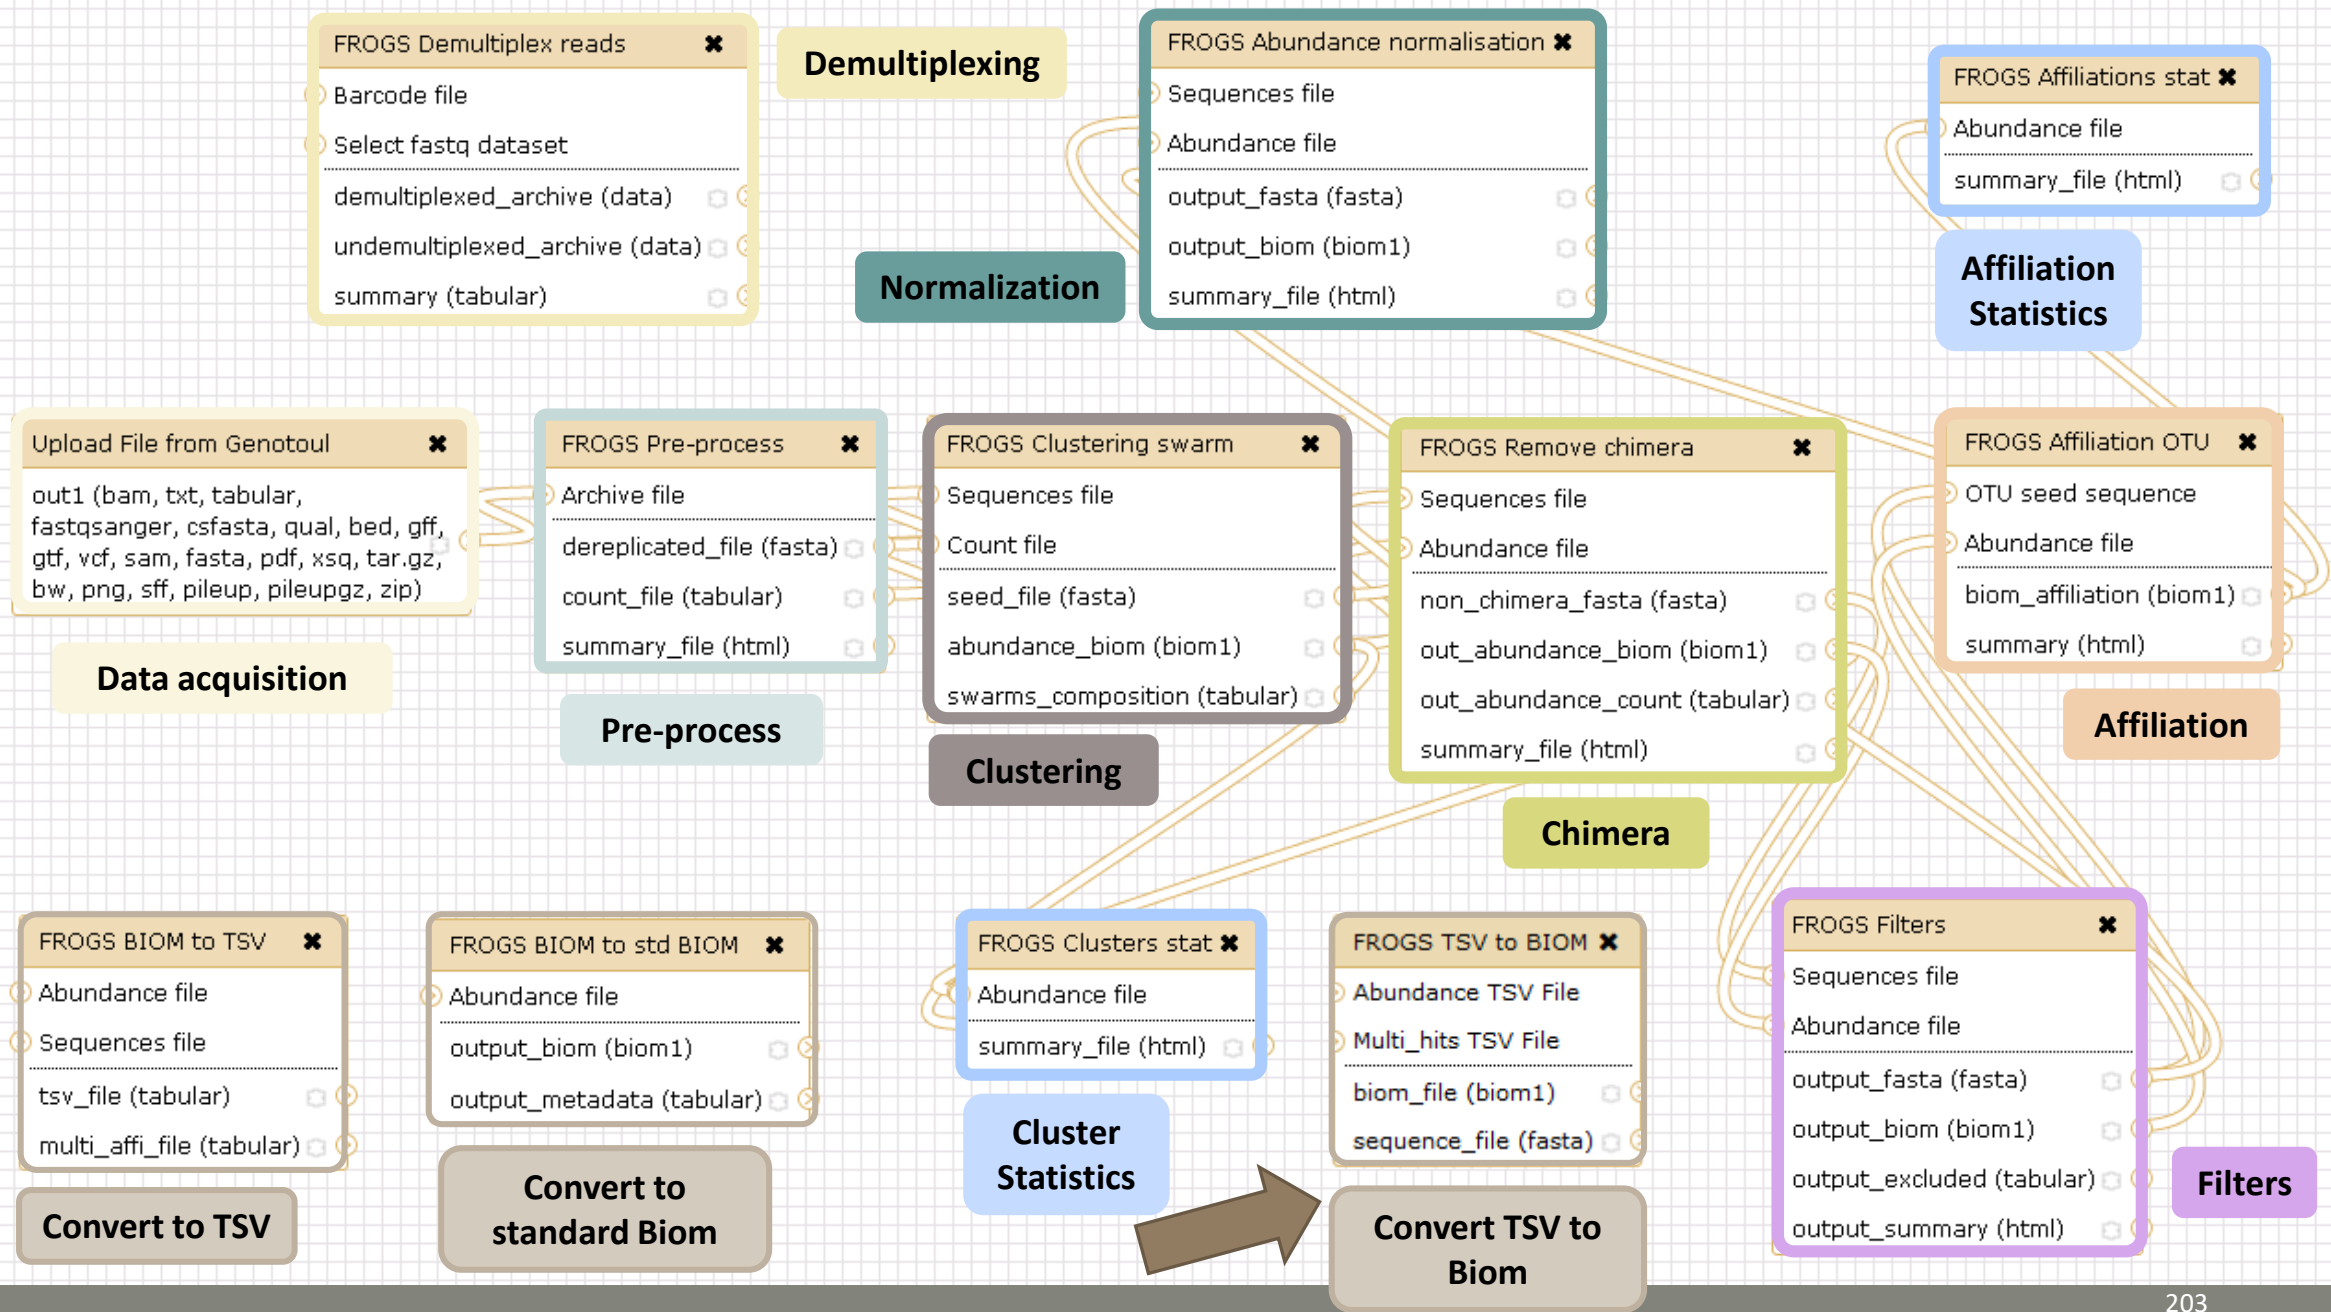 FROGS Demultiplex reads
Barcode file
Select fastq dataset
demultiplexed_archive (data)
undemultiplexed_archive (data)
summary (tabular)
Demultiplexing
FROGS Abundance normalisation
Sequences file
Abundance file
output_fasta (fasta)
output_biom (biom1)
summary_file (html)
Normalization
FROGS Affiliations stat
Abundance file
summary_file (html)
Affiliation
Statistics
Upload File from Genotoul
out1 (bam, txt, tabular,
fastqsanger, csfasta, qual, bed, gff,
gtf, vcf, sam, fasta, pdf, xsq, tar.gz,
bw, png, sff, pileup, pileupgz, zip)
Data acquisition
FROGS Pre-process
Archive file
dereplicated_file (fasta)
count_file (tabular)
summary_file (html)
Pre-process
FROGS Clustering swarm
Sequences file
Count file
seed_file (fasta)
abundance_biom (biom1)
swarms_composition (tabular)
Clustering
FROGS Remove chimera
Sequences file
Abundance file
non_chimera_fasta (fasta)
out_abundance_biom (biom1)
out_abundance_count (tabular)
summary_file (html)
Chimera
FROGS Affiliation OTU
OTU seed sequence
Abundance file
biom_affiliation (biom1)
summary (html)
Affiliation
FROGS BIOM to TSV
Abundance file
Sequences file
tsv_file (tabular)
multi_affi_file (tabular)
Convert to TSV
FROGS BIOM to std BIOM
Abundance file
output_biom (biom1)
output_metadata (tabular)
Convert to
standard Biom
FROGS Clusters stat
Abundance file
summary_file (html)
Cluster
Statistics
FROGS TSV to BIOM
Abundance TSV File
Multi_hits TSV File
biom_file (biom1)
sequence_file (fasta)
Convert TSV to
Biom
FROGS Filters
Sequences file
Abundance file
output_fasta (fasta)
output_biom (biom1)
output_excluded (tabular)
output_summary (html)
Filters
203